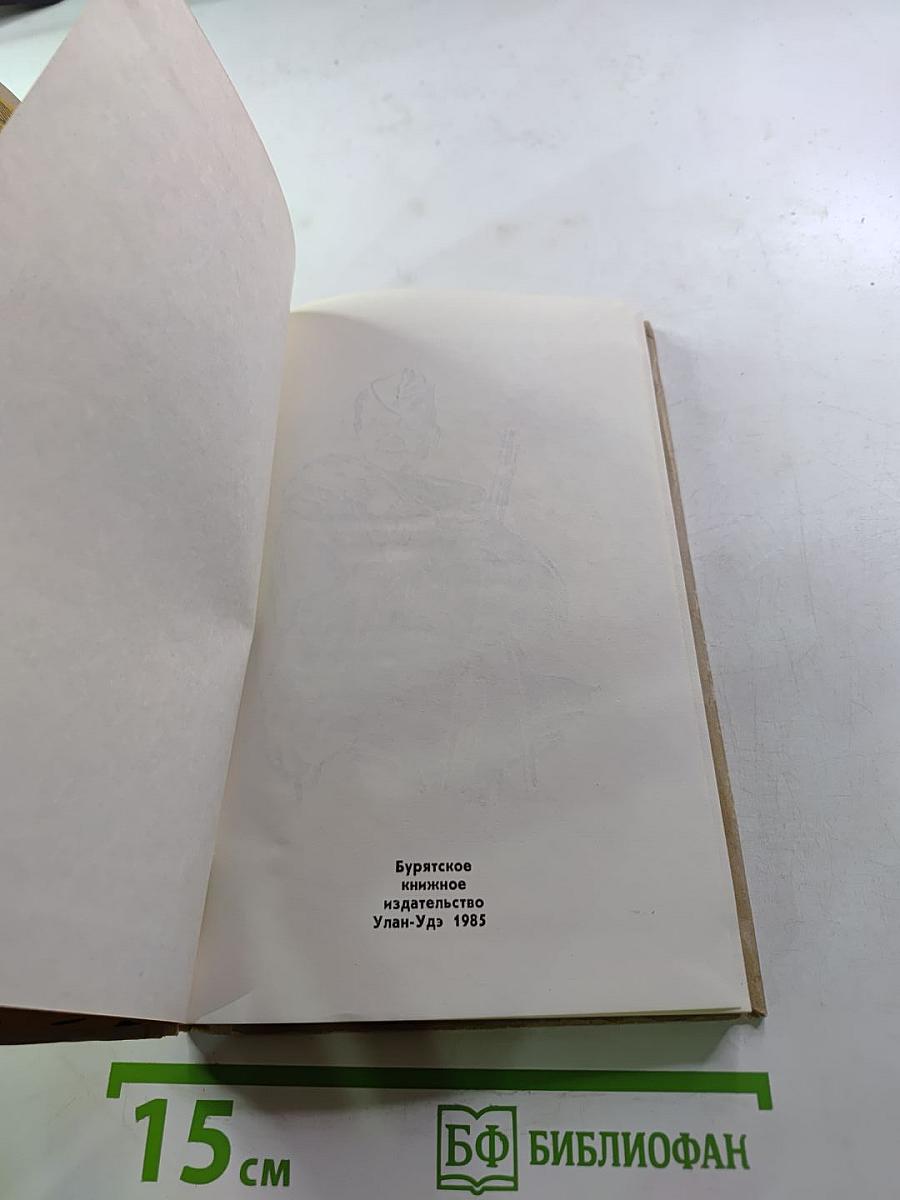 Бурятское
книжное
издательство
Улан-Удэ 1985
15 см
БФ БИБЛИОФАН